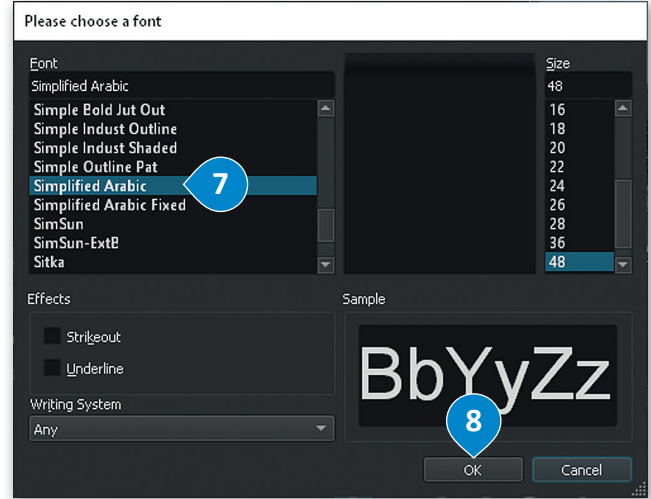 Please choose a font
Font
Simplified Arabic
Simple Bold Jut Out
Simple Indust Outline
Simple Indust Shaded
Simple Outline Pat
Simplified Arabic
Simplified Arabic Fixed
SimSun
SimSun-ExtB
Sitka
7
Size
48
16
18
20
22
24
26
28
36
48
Effects
Strikeout
Underline
Writing System
Any
Sample
BbYyZz
8
OK
Cancel